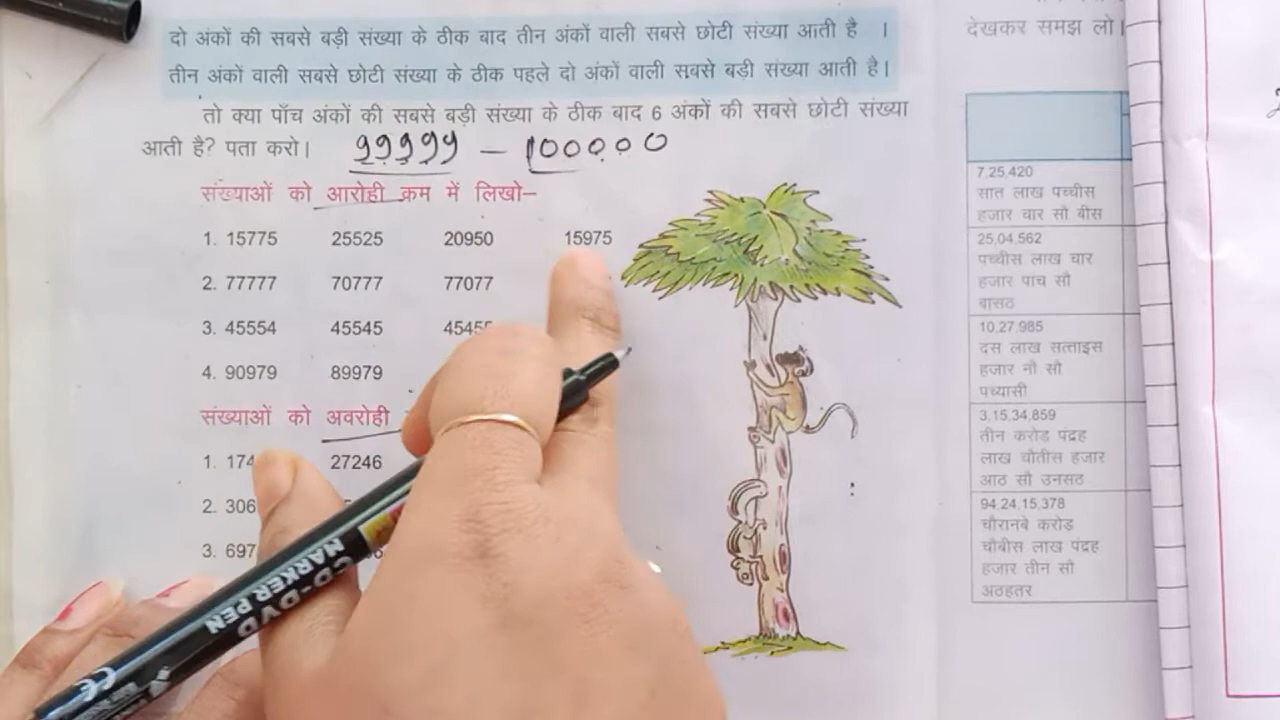 दो अंकों की सबसे बड़ी संख्या के ठीक बाद तीन अंकों वाली सबसे छोटी संख्या आती है ।
तीन अंकों वाली सबसे छोटी संख्या के ठीक पहले दो अंकों वाली सबसे बड़ी संख्या आती है।
तो क्या पाँच अंकों की सबसे बड़ी संख्या के ठीक बाद 6 अंकों की सबसे छोटी संख्या
आती है? पता करो। 99999 – 100000
संख्याओं को आरोही क्रम में लिखो–
1. 15775 25525 20950 15975
2. 77777 70777 77077
3. 45554 45545 45455
4. 90979 89979
संख्याओं को अवरोही
1. 174 27246
2. 306
3. 697
CD-DVD
MARKER PEN
देखकर समझ लो।
7,25,420
सात लाख पच्चीस
हजार चार सौ बीस
25,04,562
पच्चीस लाख चार
हजार पाच सौ
बासठ
10,27,985
दस लाख सत्ताइस
हजार नौ सौ
पच्यासी
3,15,34,859
तीन करोड़ पंद्रह
लाख चौतीस हजार
आठ सौ उनसठ
94,24,15,378
चौरानबे करोड़
चौबीस लाख पंद्रह
हजार तीन सौ
अठहतर